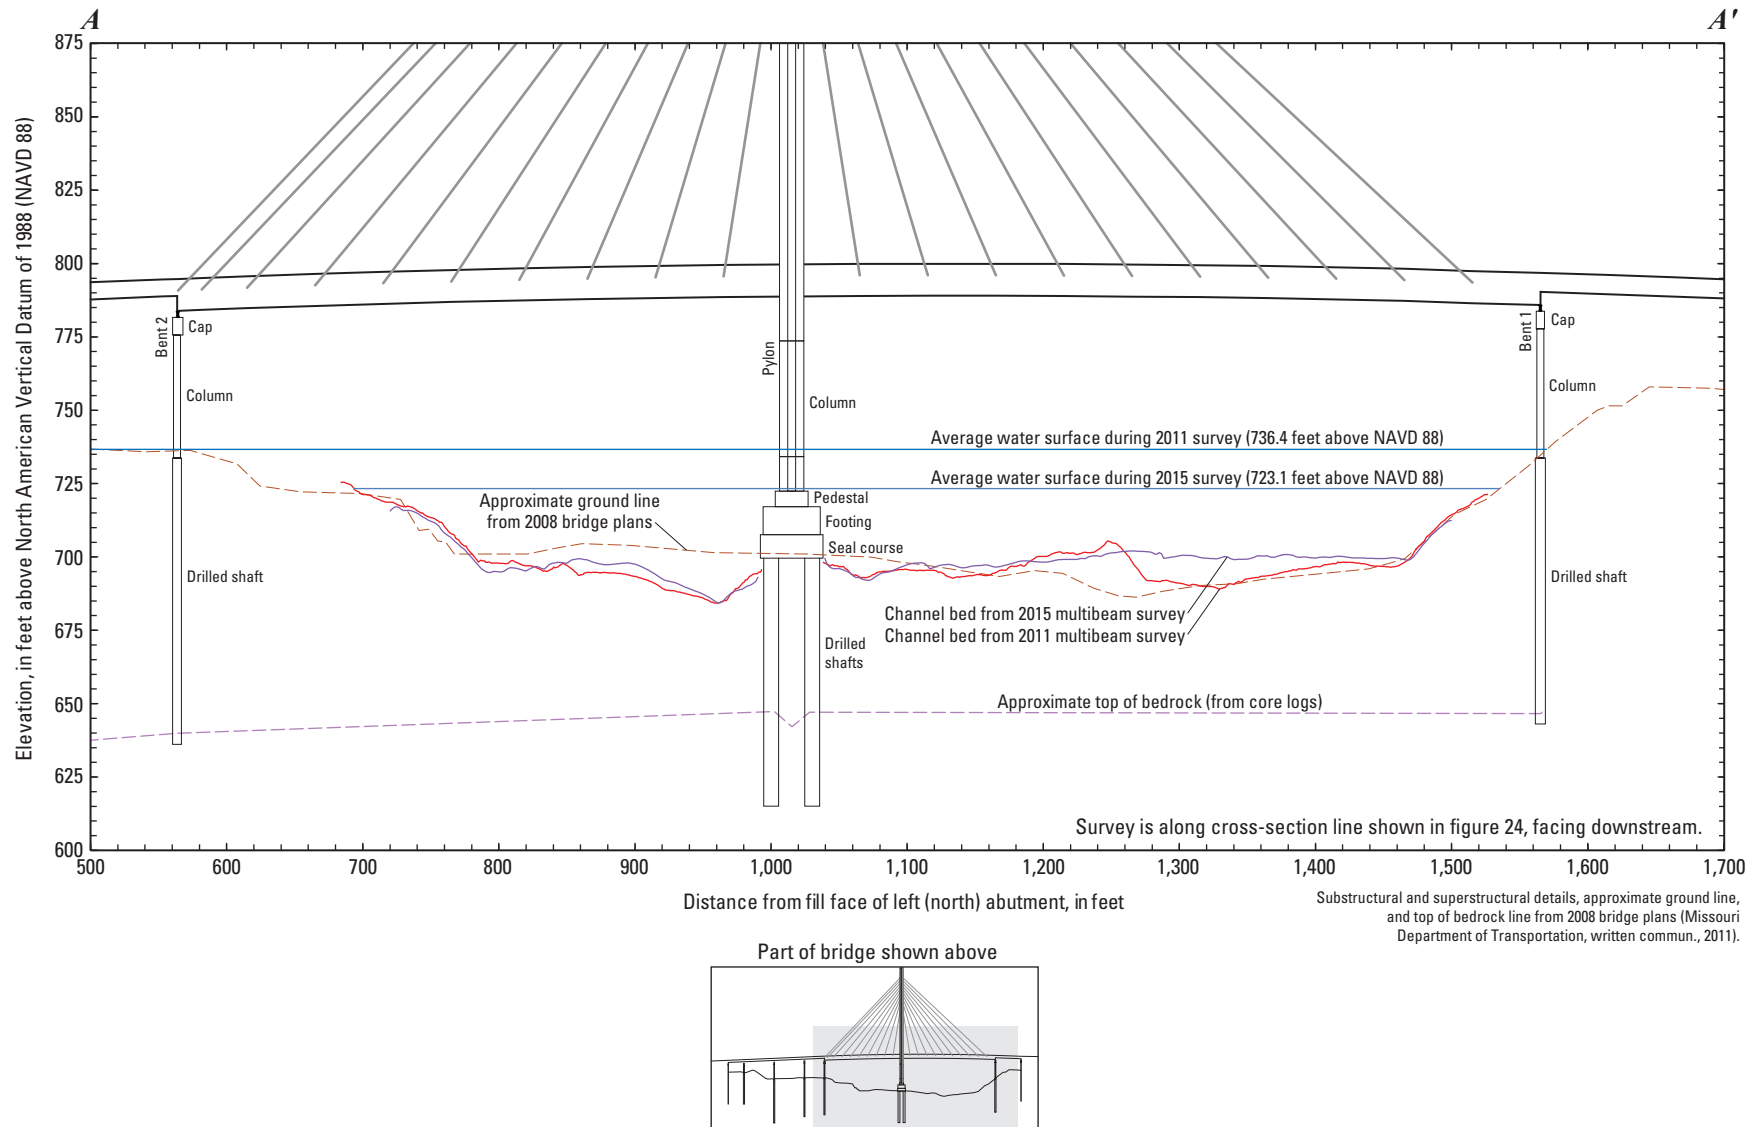 A
A'
875
850
825
800
775
750
725
700
675
650
625
600
Elevation, in feet above North American Vertical Datum of 1988 (NAVD 88)
Bent 2
Cap
Column
Drilled shaft
Pylon
Column
Bent 1
Cap
Column
Drilled shaft
Average water surface during 2011 survey (736.4 feet above NAVD 88)
Average water surface during 2015 survey (723.1 feet above NAVD 88)
Approximate ground line
from 2008 bridge plans
Pedestal
Footing
Seal course
Drilled
shafts
Channel bed from 2015 multibeam survey
Channel bed from 2011 multibeam survey
Approximate top of bedrock (from core logs)
Survey is along cross-section line shown in figure 24, facing downstream.
500 600 700 800 900 1,000 1,100 1,200 1,300 1,400 1,500 1,600 1,700
Distance from fill face of left (north) abutment, in feet
Substructural and superstructural details, approximate ground line,
and top of bedrock line from 2008 bridge plans (Missouri
Department of Transportation, written commun., 2011).
Part of bridge shown above